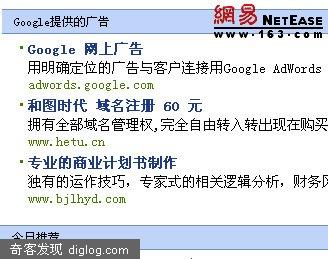 Google提供的广告
網易 NETEASE
www.163.com
Google 网上广告
用明确定位的广告与客户连接用Google AdWords
adwords.google.com
和图时代 域名注册 60 元
拥有全部域名管理权,完全自由转入转出现在购买
www.hetu.cn
专业的商业计划书制作
独有的运作技巧，专家式的相关逻辑分析，财务风
www.bjlhyd.com
今日推荐
奇客发现 diglog.com